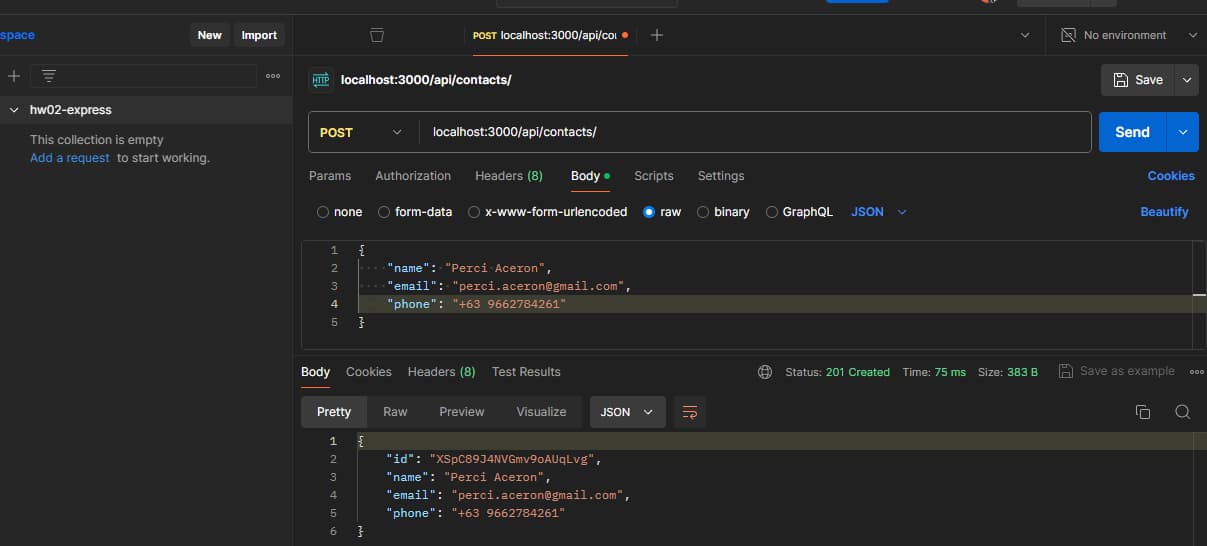 space
New
Import
POST localhost:3000/api/con
No environment
HTTP
localhost:3000/api/contacts/
Save
hw02-express
This collection is empty
Add a request to start working.
POST
localhost:3000/api/contacts/
Send
Params
Authorization
Headers (8)
Body
Scripts
Settings
Cookies
none
form-data
x-www-form-urlencoded
raw
binary
GraphQL
JSON
Beautify
1 {
2 "name": "Perci Aceron",
3 "email": "perci.aceron@gmail.com",
4 "phone": "+63 9662784261"
5 }
Body
Cookies
Headers (8)
Test Results
Status: 201 Created
Time: 75 ms
Size: 383 B
Save as example
Pretty
Raw
Preview
Visualize
JSON
1 {
2 "id": "XSpC89J4NVGmv9oAUqLvg",
3 "name": "Perci Aceron",
4 "email": "perci.aceron@gmail.com",
5 "phone": "+63 9662784261"
6 }